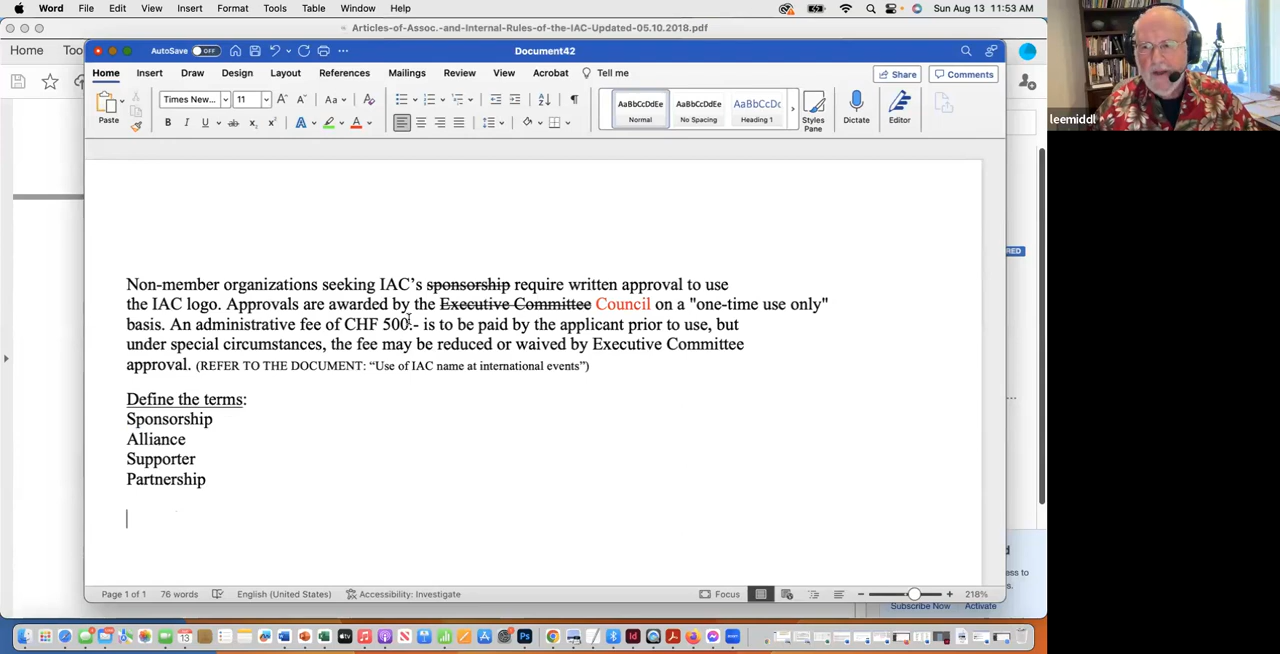 Word File Edit View Insert Format Tools Table Window Help Sun Aug 13 11:53 AM
Articles-of-Assoc.-and-Internal-Rules-of-the-IAC-Updated-05.10.2018.pdf
Home Too
AutoSave OFF Document42
Home Insert Draw Design Layout References Mailings Review View Acrobat Tell me Share Comments
Paste Times New... 11 Aa AaBbCcDdEe Normal AaBbCcDdEe No Spacing AaBbCcDc Heading 1 Styles Pane Dictate Editor
leemiddl
Non-member organizations seeking IAC's sponsorship require written approval to use
the IAC logo. Approvals are awarded by the Executive Committee Council on a "one-time use only"
basis. An administrative fee of CHF 500.- is to be paid by the applicant prior to use, but
under special circumstances, the fee may be reduced or waived by Executive Committee
approval. (REFER TO THE DOCUMENT: “Use of IAC name at international events”)
Define the terms:
Sponsorship
Alliance
Supporter
Partnership
Page 1 of 1 76 words English (United States) Accessibility: Investigate Focus 218%
Subscribe Now Activate